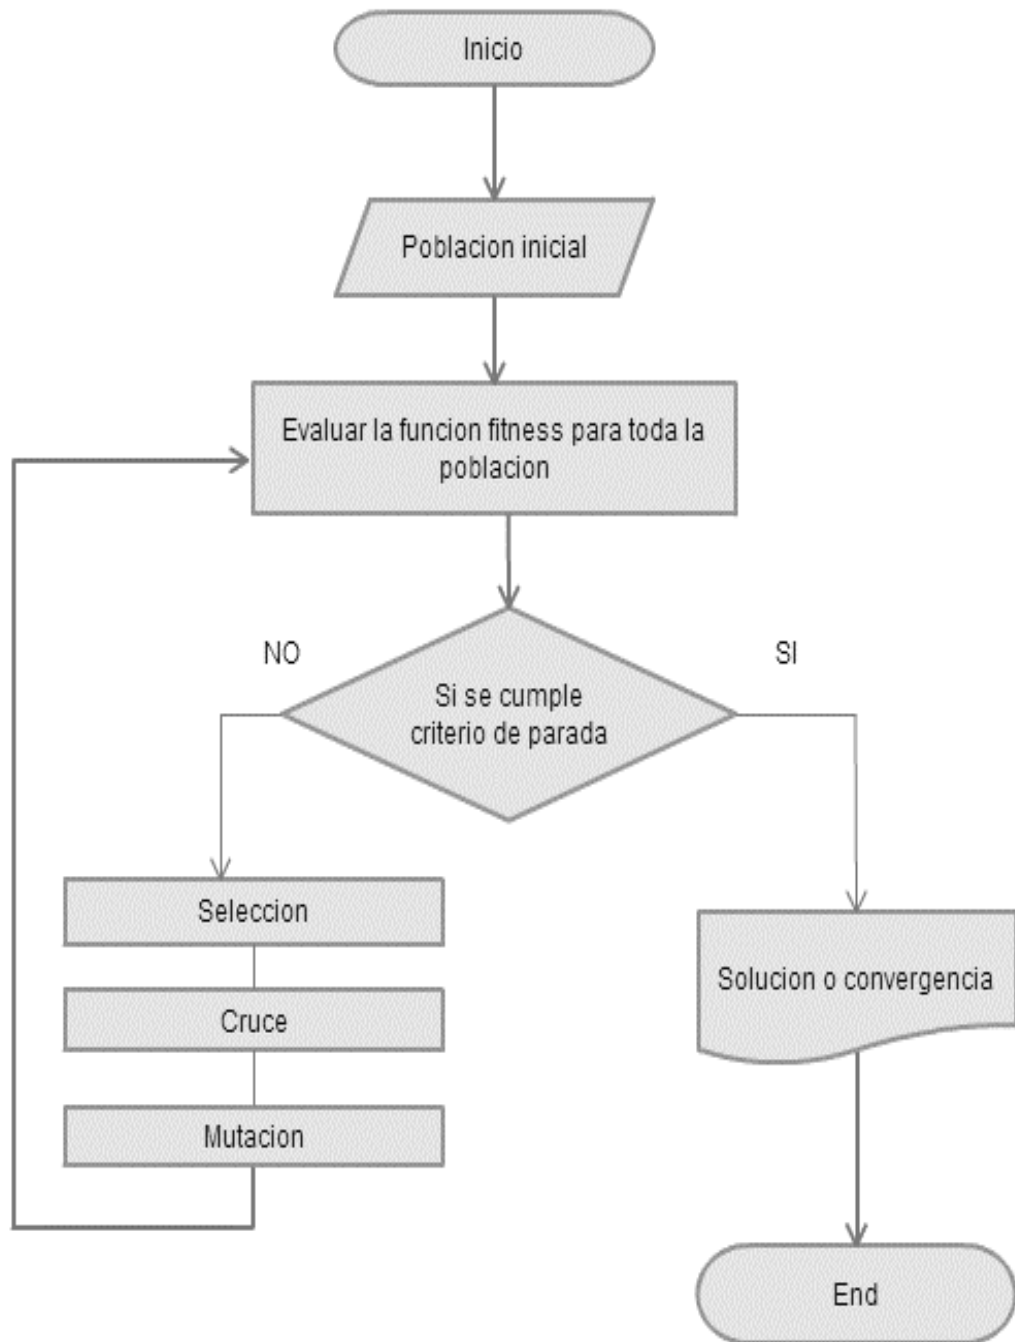 Inicio
Poblacion inicial
Evaluar la funcion fitness para toda la
poblacion
NO
SI
Si se cumple
criterio de parada
Seleccion
Cruce
Mutacion
Solucion o convergencia
End